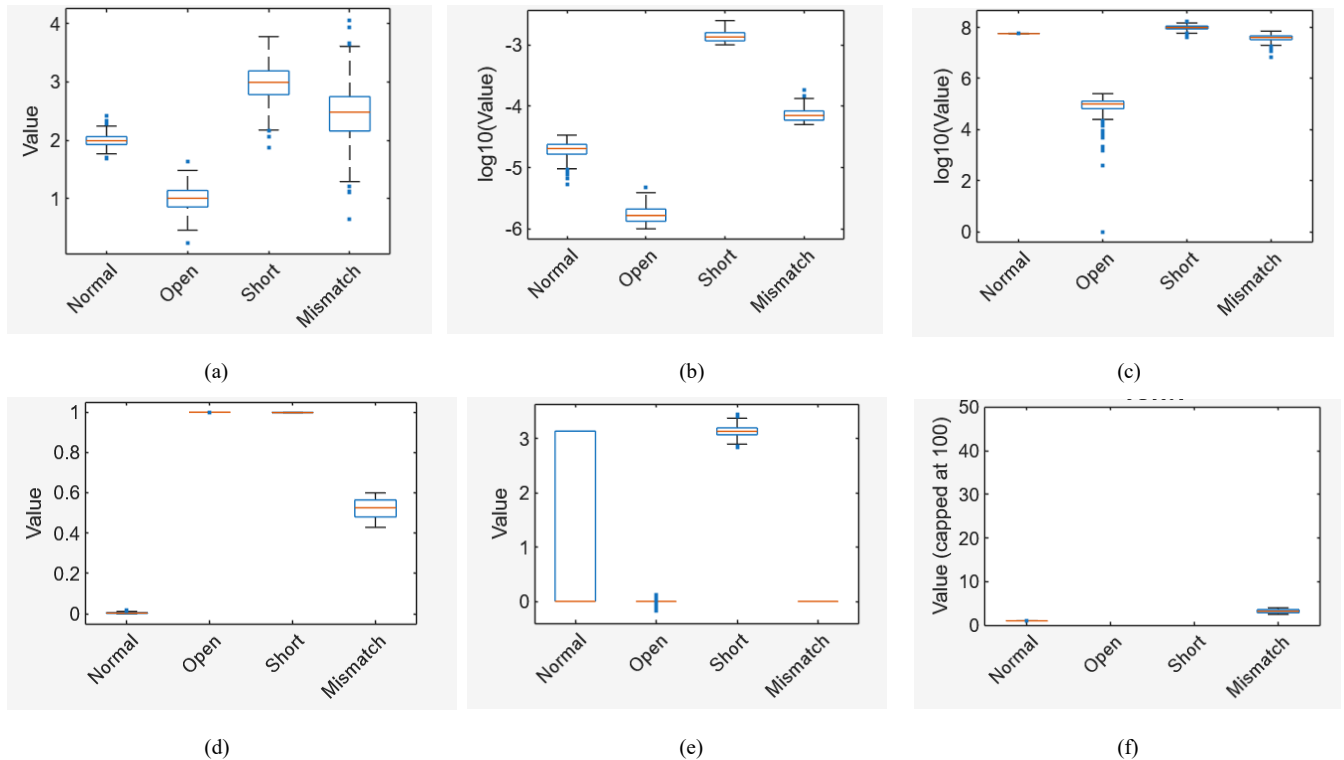 4
3
2
1
Value
Normal
Open
Short
Mismatch
(a)
-3
-4
-5
-6
log10(Value)
Normal
Open
Short
Mismatch
(b)
8
6
4
2
0
log10(Value)
Normal
Open
Short
Mismatch
(c)
1
0.8
0.6
0.4
0.2
0
Value
Normal
Open
Short
Mismatch
(d)
3
2
1
0
Value
Normal
Open
Short
Mismatch
(e)
50
40
30
20
10
0
Value (capped at 100)
Normal
Open
Short
Mismatch
(f)